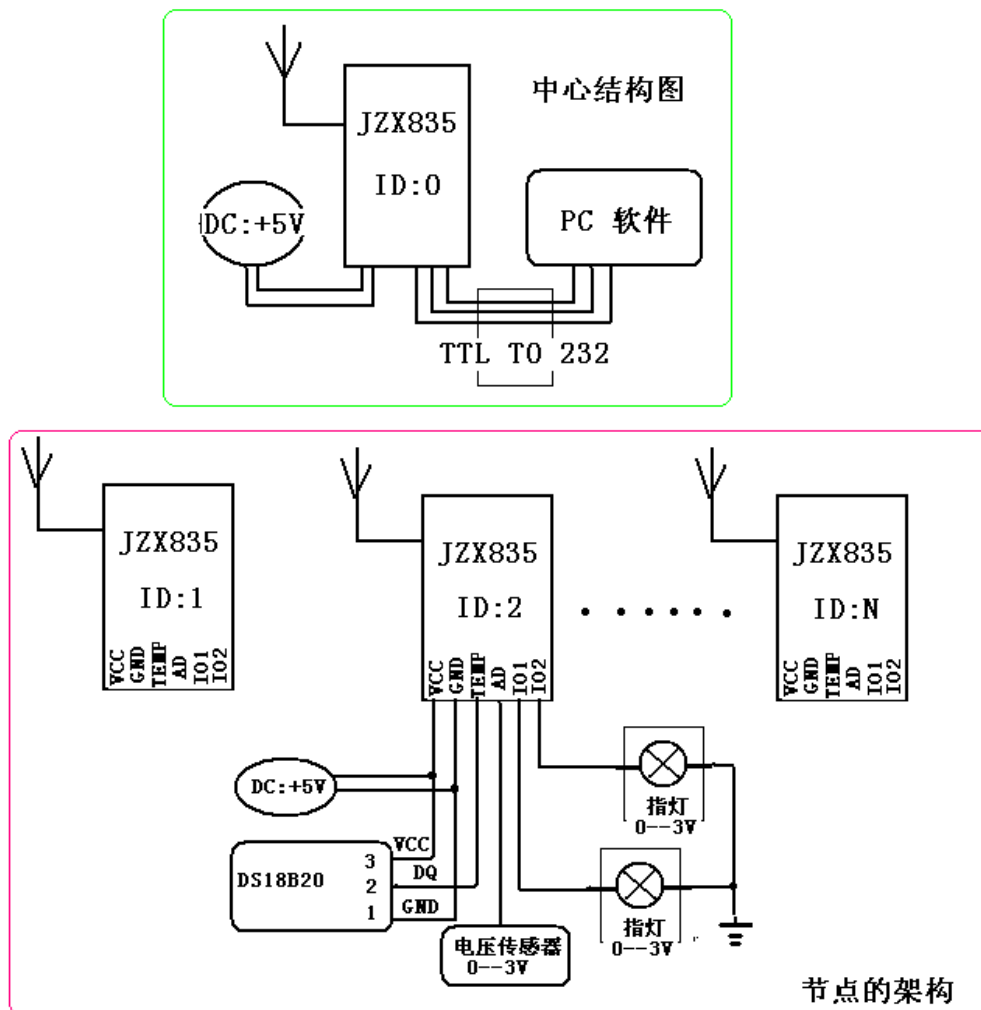 中心结构图
JZX835
ID:0
DC:+5V
PC 软件
TTL TO 232
JZX835
ID:1
VCC
GND
TEMP
AD
IO1
IO2
JZX835
ID:2
VCC
GND
TEMP
AD
IO1
IO2
JZX835
ID:N
VCC
GND
TEMP
AD
IO1
IO2
DC:+5V
指灯
0--3V
DS18B20
3
VCC
2
DQ
1
GND
指灯
0--3V
电压传感器
0--3V
节点的架构